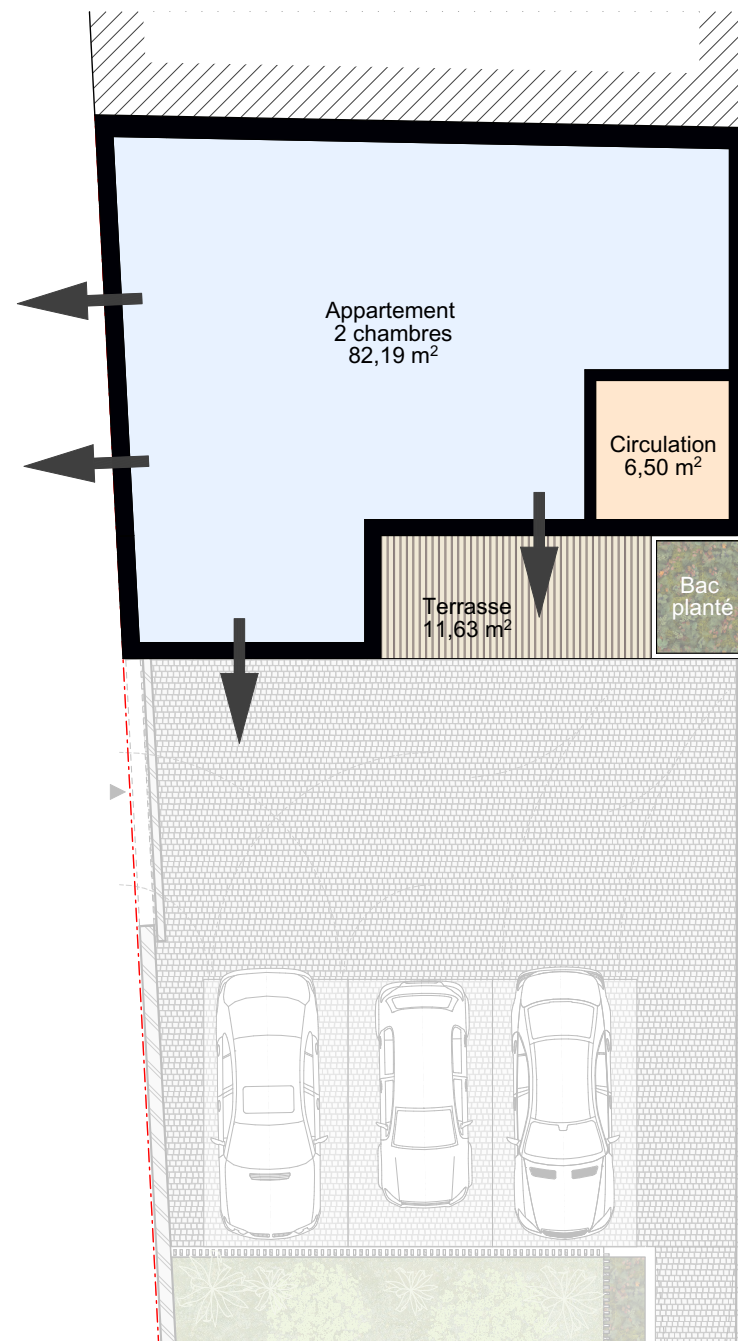 Appartement
2 chambres
82,19 m²
Circulation
6,50 m²
Terrasse
11,63 m²
Bac
planté